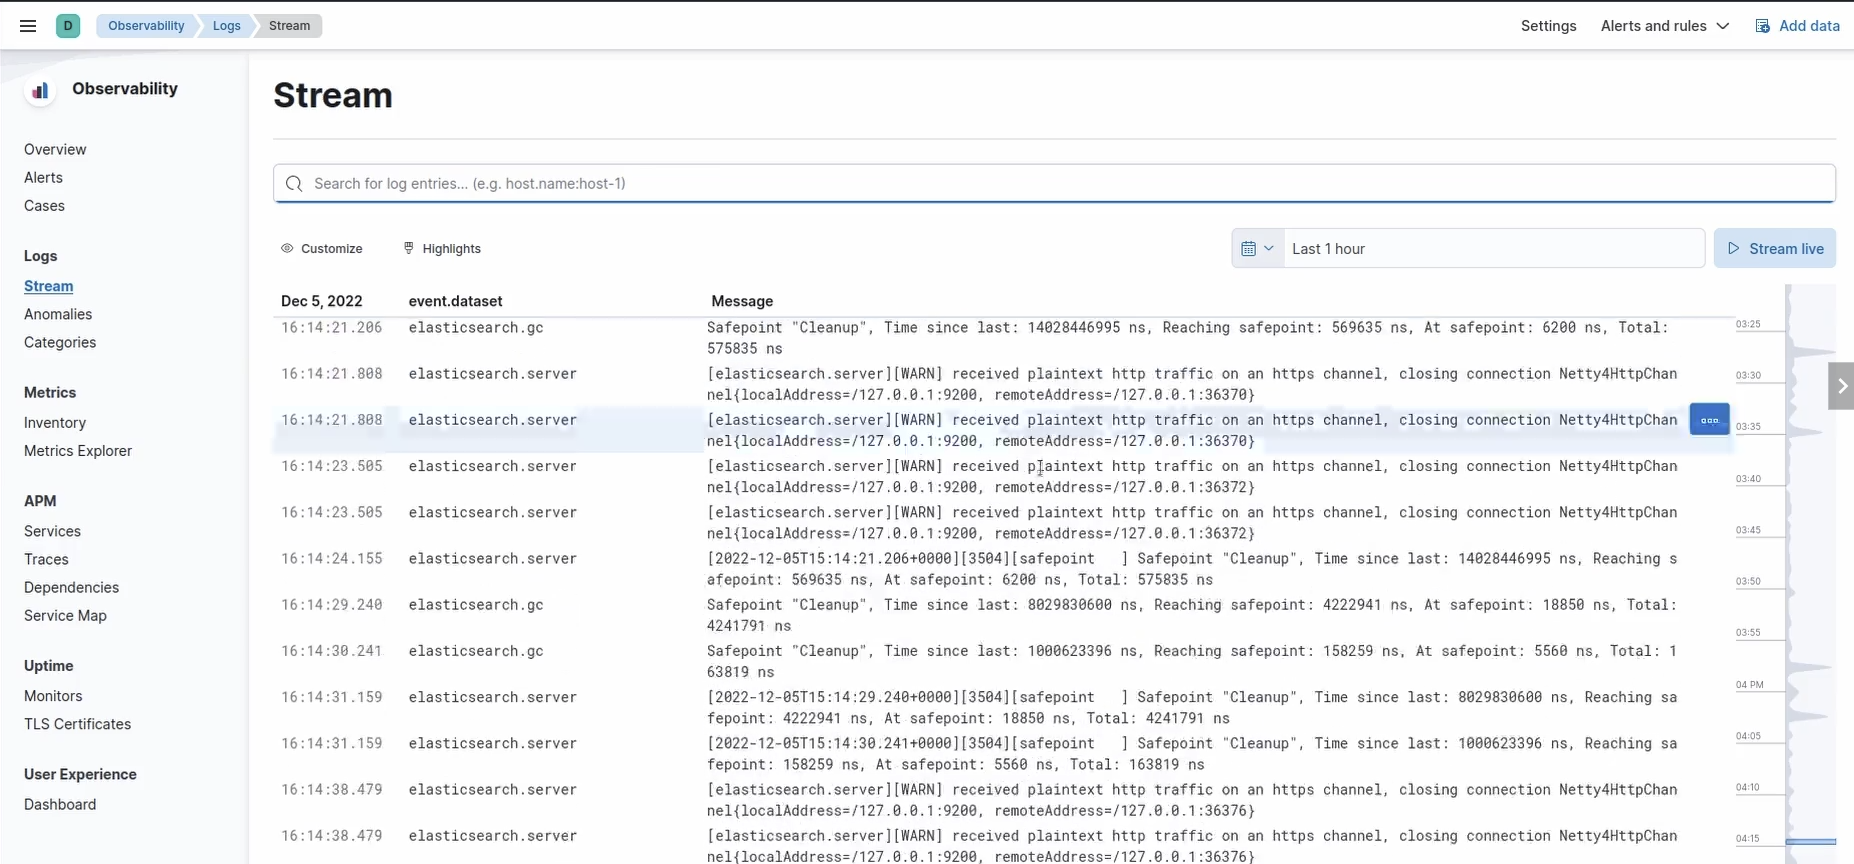 D Observability Logs Stream Settings Alerts and rules Add data
Observability
Overview
Alerts
Cases
Logs
Stream
Anomalies
Categories
Metrics
Inventory
Metrics Explorer
APM
Services
Traces
Dependencies
Service Map
Uptime
Monitors
TLS Certificates
User Experience
Dashboard
Stream
Search for log entries... (e.g. host.name:host-1)
Customize Highlights Last 1 hour Stream live
Dec 5, 2022 event.dataset Message
16:14:21.206 elasticsearch.gc Safepoint "Cleanup", Time since last: 14028446995 ns, Reaching safepoint: 569635 ns, At safepoint: 6200 ns, Total:
575835 ns
16:14:21.808 elasticsearch.server [elasticsearch.server][WARN] received plaintext http traffic on an https channel, closing connection Netty4HttpChan
nel{localAddress=/127.0.0.1:9200, remoteAddress=/127.0.0.1:36370}
16:14:21.808 elasticsearch.server [elasticsearch.server][WARN] received plaintext http traffic on an https channel, closing connection Netty4HttpChan
nel{localAddress=/127.0.0.1:9200, remoteAddress=/127.0.0.1:36370}
16:14:23.505 elasticsearch.server [elasticsearch.server][WARN] received plaintext http traffic on an https channel, closing connection Netty4HttpChan
nel{localAddress=/127.0.0.1:9200, remoteAddress=/127.0.0.1:36372}
16:14:23.505 elasticsearch.server [elasticsearch.server][WARN] received plaintext http traffic on an https channel, closing connection Netty4HttpChan
nel{localAddress=/127.0.0.1:9200, remoteAddress=/127.0.0.1:36372}
16:14:24.155 elasticsearch.server [2022-12-05T15:14:21.206+0000][3504][safepoint   ] Safepoint "Cleanup", Time since last: 14028446995 ns, Reaching s
afepoint: 569635 ns, At safepoint: 6200 ns, Total: 575835 ns
16:14:29.240 elasticsearch.gc Safepoint "Cleanup", Time since last: 8029830600 ns, Reaching safepoint: 4222941 ns, At safepoint: 18850 ns, Total:
4241791 ns
16:14:30.241 elasticsearch.gc Safepoint "Cleanup", Time since last: 1000623396 ns, Reaching safepoint: 158259 ns, At safepoint: 5560 ns, Total: 1
63819 ns
16:14:31.159 elasticsearch.server [2022-12-05T15:14:29.240+0000][3504][safepoint   ] Safepoint "Cleanup", Time since last: 8029830600 ns, Reaching sa
fepoint: 4222941 ns, At safepoint: 18850 ns, Total: 4241791 ns
16:14:31.159 elasticsearch.server [2022-12-05T15:14:30.241+0000][3504][safepoint   ] Safepoint "Cleanup", Time since last: 1000623396 ns, Reaching sa
fepoint: 158259 ns, At safepoint: 5560 ns, Total: 163819 ns
16:14:38.479 elasticsearch.server [elasticsearch.server][WARN] received plaintext http traffic on an https channel, closing connection Netty4HttpChan
nel{localAddress=/127.0.0.1:9200, remoteAddress=/127.0.0.1:36376}
16:14:38.479 elasticsearch.server [elasticsearch.server][WARN] received plaintext http traffic on an https channel, closing connection Netty4HttpChan
nel{localAddress=/127.0.0.1:9200, remoteAddress=/127.0.0.1:36376}
03:25
03:30
03:35
03:40
03:45
03:50
03:55
04 PM
04:05
04:10
04:15